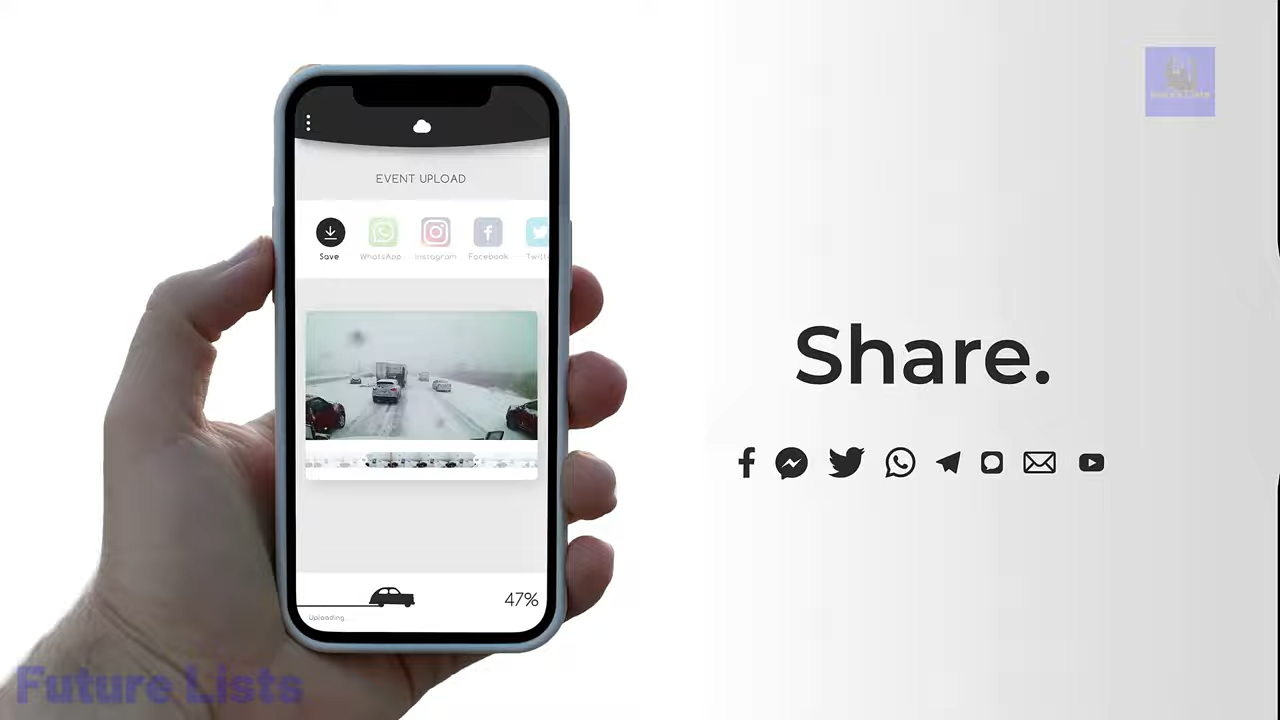 EVENT UPLOAD
Save WhatsApp Instagram Facebook
Share.
47%
Uploading
Future Lists